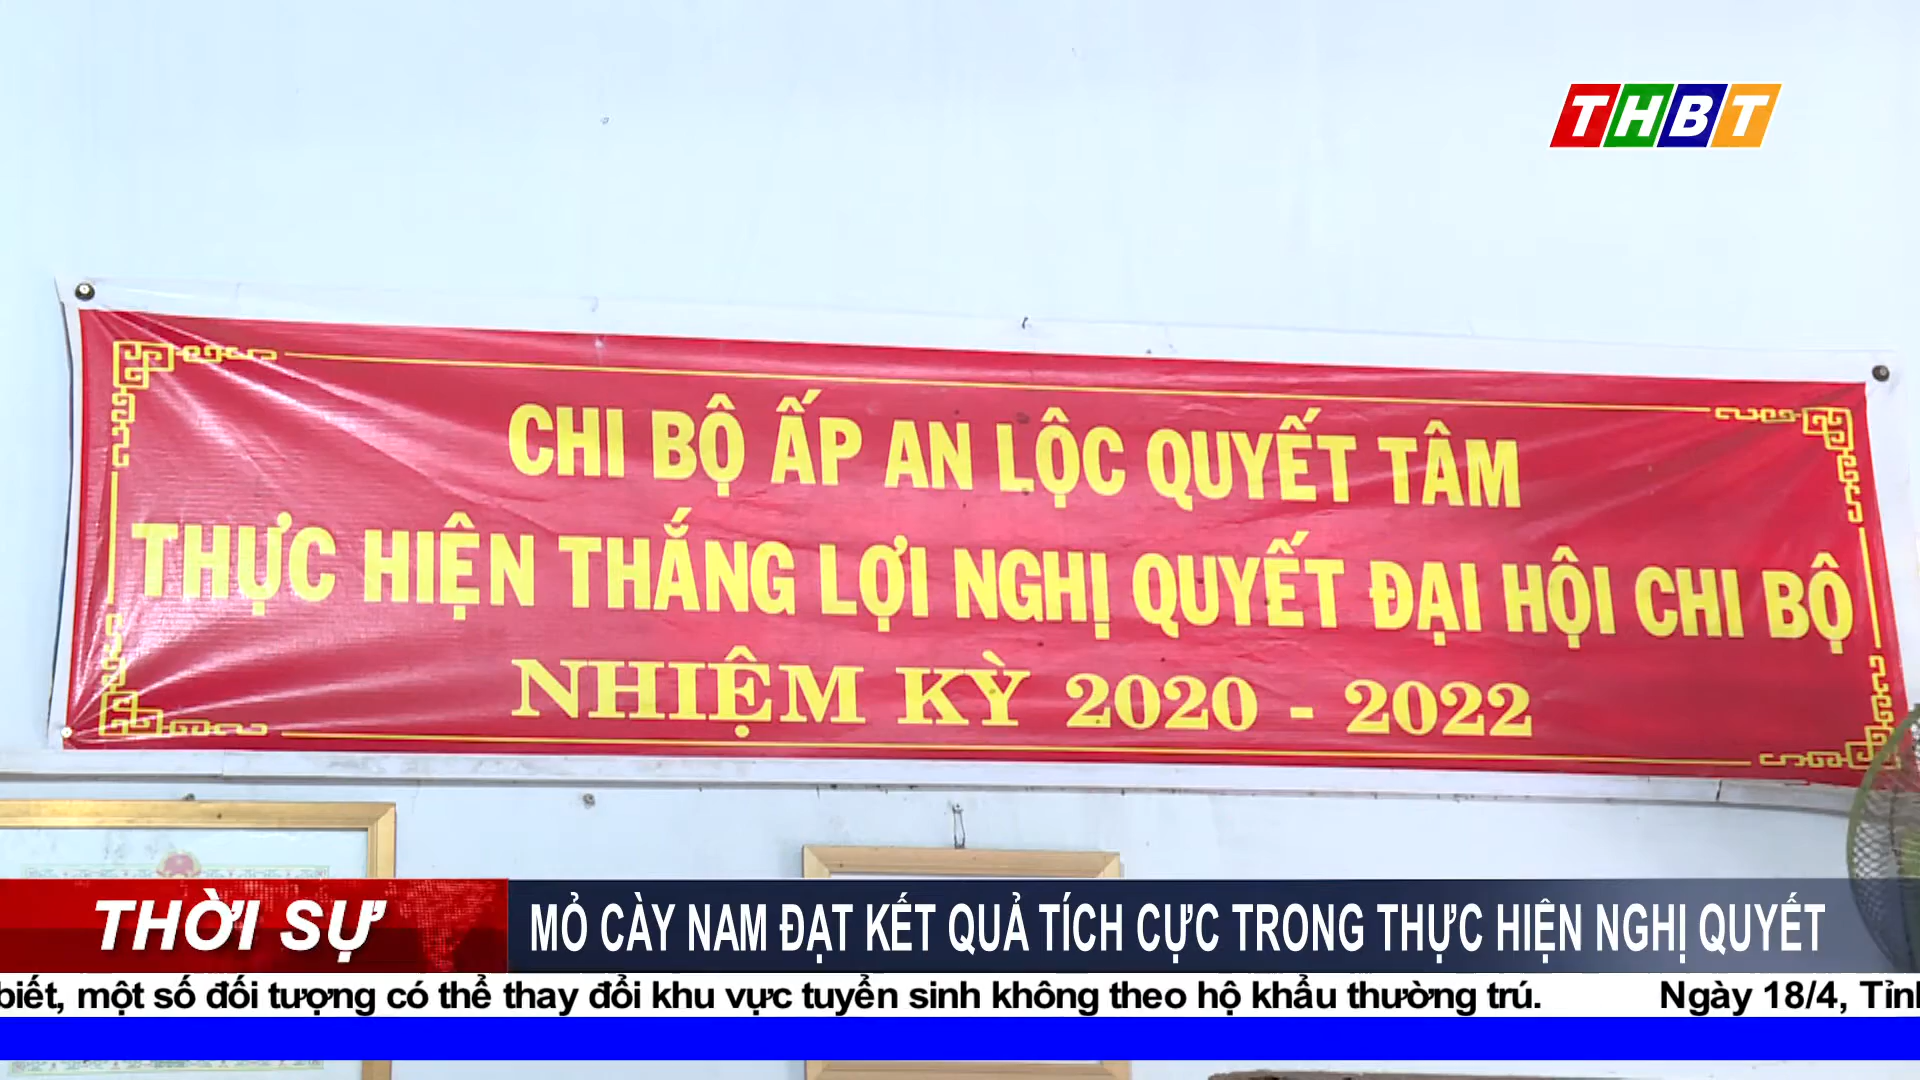 THBT
CHI BỘ ẤP AN LỘC QUYẾT TÂM
THỰC HIỆN THẮNG LỢI NGHỊ QUYẾT ĐẠI HỘI CHI BỘ
NHIỆM KỲ 2020 - 2022
THỜI SỰ
MỎ CÀY NAM ĐẠT KẾT QUẢ TÍCH CỰC TRONG THỰC HIỆN NGHỊ QUYẾT
biết, một số đối tượng có thể thay đổi khu vực tuyển sinh không theo hộ khẩu thường trú. Ngày 18/4, Tỉnh